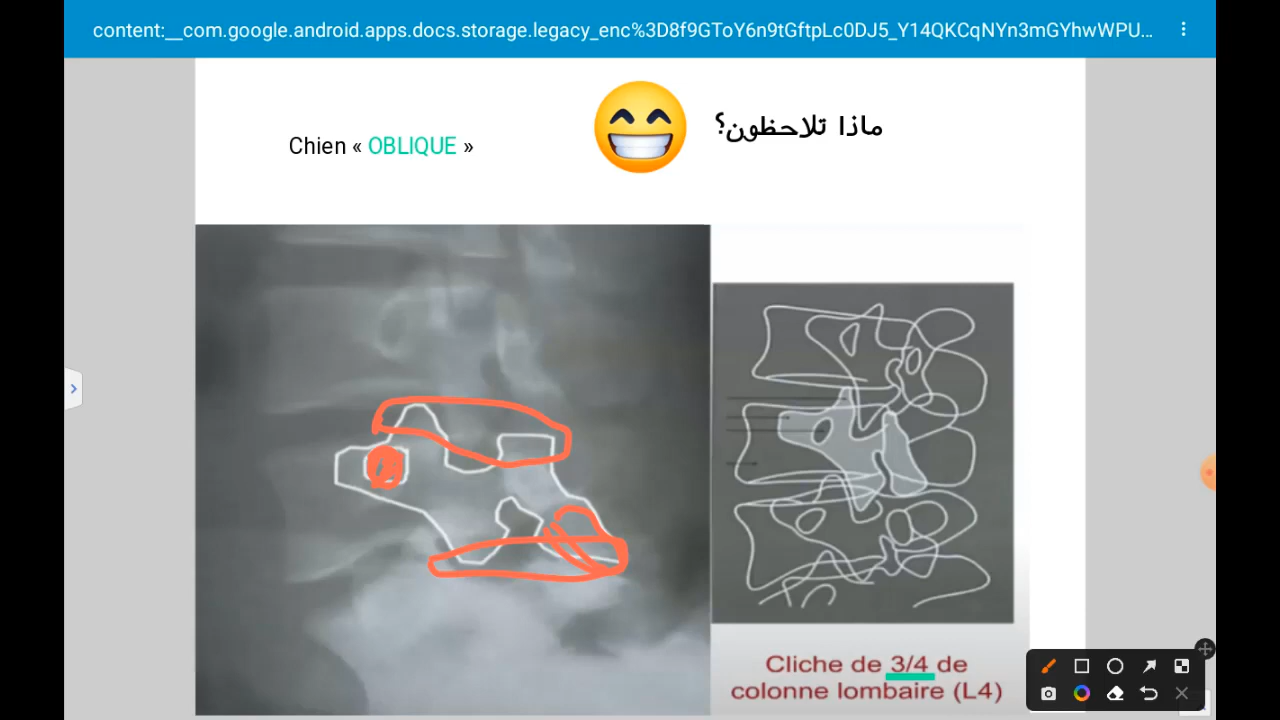 content:__com.google.android.apps.docs.storage.legacy_enc%3D8f9GToY6n9tGftpLc0DJ5_Y14QKCqNYn3mGYhwWPU...
ماذا تلاحظون؟
Chien « OBLIQUE »
Cliche de 3/4 de
colonne lombaire (L4)